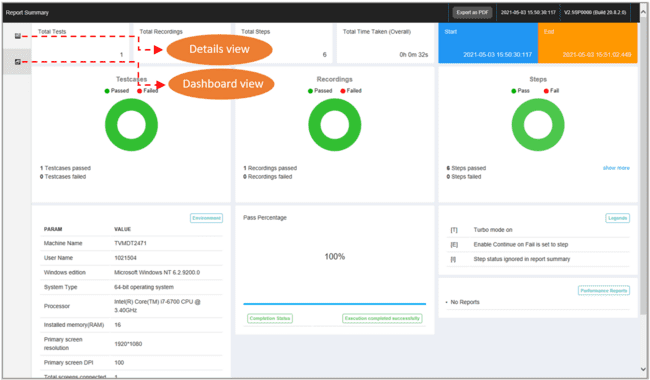 Report Summary
Export as PDF
2021-05-03 15:50:30:117
Total Tests
Total Recordings
Total Steps
Total Time Taken (Overall)
Start
End
1
6
0h 0m 32s
2021-05-03 15:50:30:117
2021-05-03 15:51:02:449
Details view
Dashboard view
Testcases
Passed
Failed
1 Testcases passed
0 Testcases failed
Recordings
Passed
Failed
1 Recordings passed
0 Recordings failed
Steps
Pass
Fail
6 Steps passed
0 Steps failed
show more
Environment
PARAM VALUE
Machine Name TVMDT2471
User Name 1021504
Windows edition Microsoft Windows NT 6.2.9200.0
System Type 64-bit operating system
Processor Intel(R) Core(TM) i7-6700 CPU @
3.40GHz
Installed memory(RAM) 16
Primary screen
resolution 1920*1080
Primary screen DPI 100
Total screens connected 1
Pass Percentage
100%
Completion Status
Execution completed successfully
Legends
[T] Turbo mode on
[E] Enable Continue on Fail is set to step
[I] Step status ignored in report summary
Performance Reports
No Reports